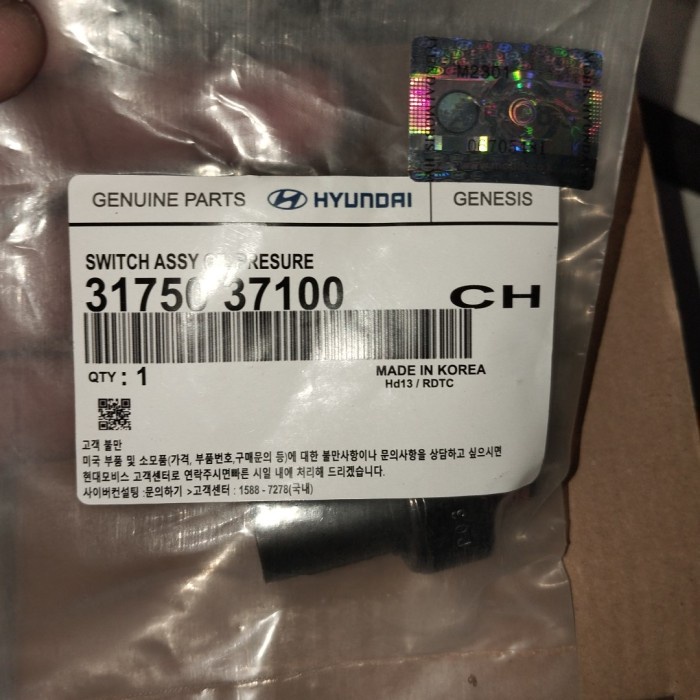 M2301
GENUINE PARTS HYUNDAI GENESIS
SWITCH ASSY PRESURE
3175 37100 CH
QTY : 1
MADE IN KOREA
Hd13 / RDTC
고객 불만
미국 부품 및 소모품(가격, 부품번호,구매문의 등)에 대한 불만사항이나 문의사항을 상담하고 싶으시면
현대모비스 고객센터로 연락주시면빠른 시일 내에 처리해 드리겠습니다.
사이버컨설팅 :문의하기 >고객센터 : 1588 - 7278(국내)